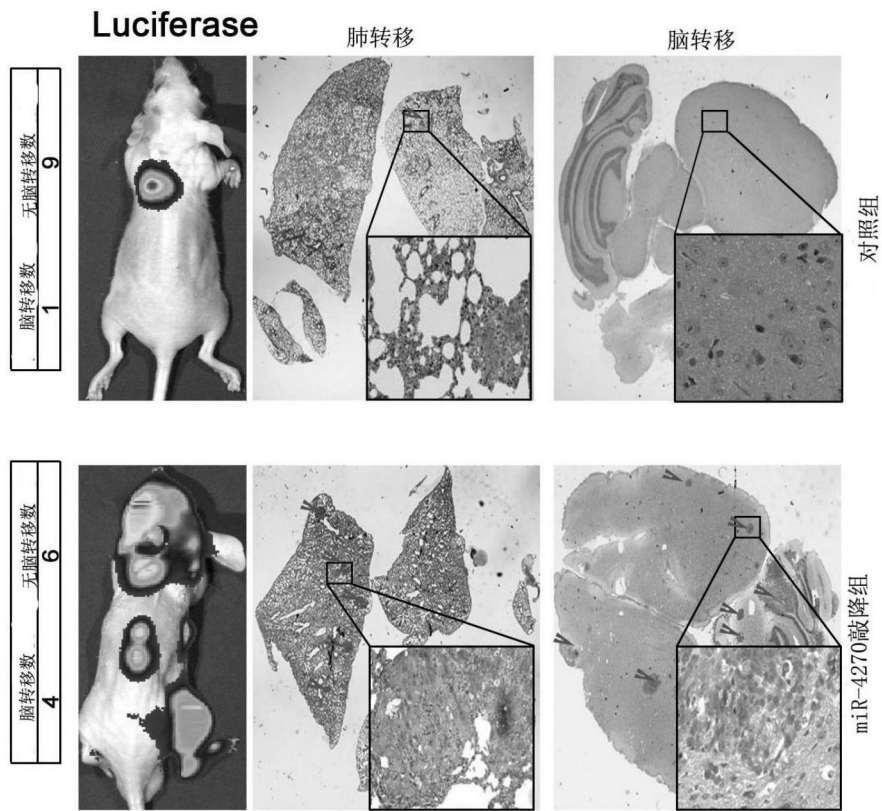 Luciferase
肺转移
脑转移
无脑转移数
9
脑转移数
1
对照组
无脑转移数
6
脑转移数
4
miR-4270敲降组